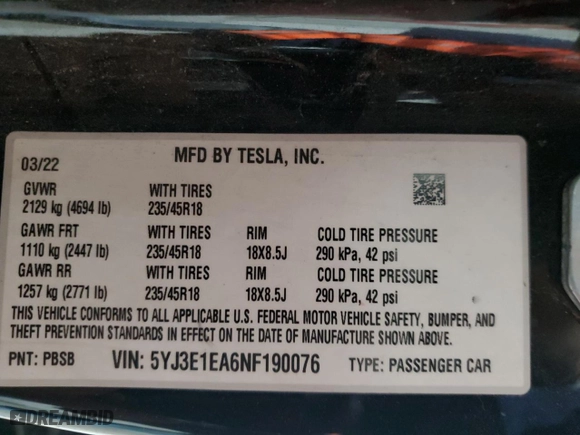 MFD BY TESLA, INC.
03/22
GVWR WITH TIRES
2129 kg (4694 lb) 235/45R18
GAWR FRT WITH TIRES RIM COLD TIRE PRESSURE
1110 kg (2447 lb) 235/45R18 18X8.5J 290 kPa, 42 psi
GAWR RR WITH TIRES RIM COLD TIRE PRESSURE
1257 kg (2771 lb) 235/45R18 18X8.5J 290 kPa, 42 psi
THIS VEHICLE CONFORMS TO ALL APPLICABLE U.S. FEDERAL MOTOR VEHICLE SAFETY, BUMPER, AND
THEFT PREVENTION STANDARDS IN EFFECT ON THE DATE OF MANUFACTURE SHOWN ABOVE.
PNT: PBSB VIN: 5YJ3E1EA6NF190076 TYPE: PASSENGER CAR
DREAMBID